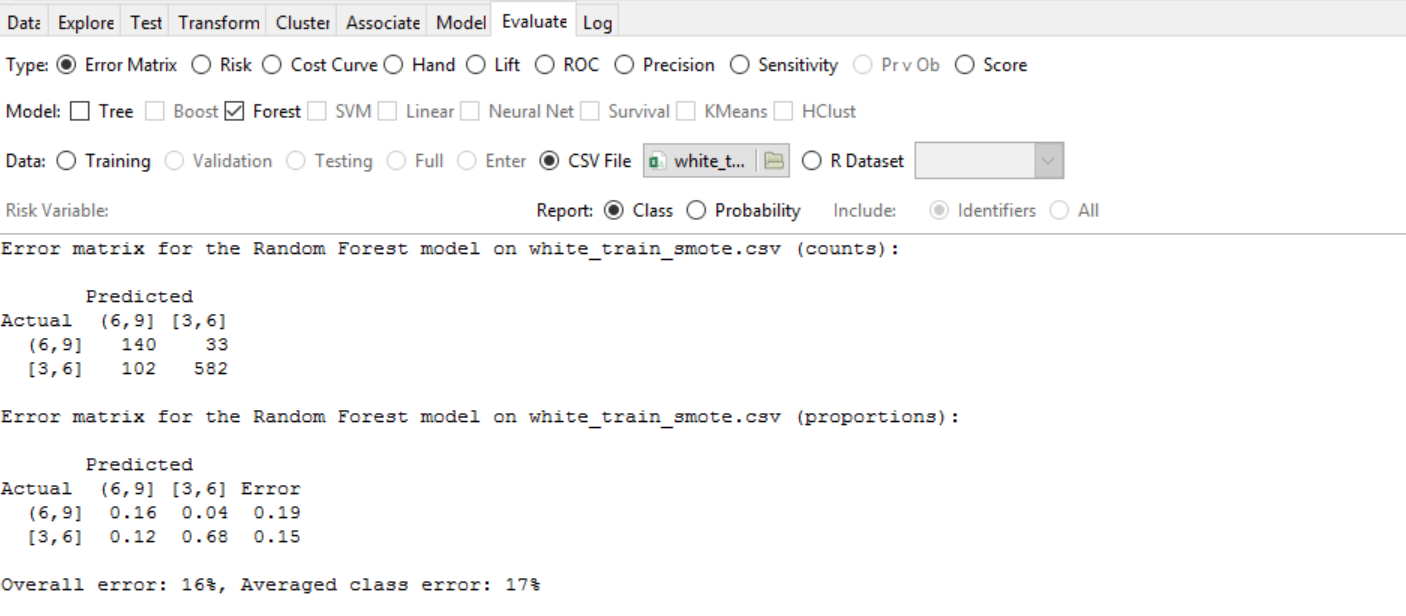 Data Explore Test Transform Cluster Associate Model Evaluate Log
Type: Error Matrix Risk Cost Curve Hand Lift ROC Precision Sensitivity Pr v Ob Score
Model: Tree Boost Forest SVM Linear Neural Net Survival KMeans HClust
Data: Training Validation Testing Full Enter CSV File white_t... R Dataset
Risk Variable: Report: Class Probability Include: Identifiers All
Error matrix for the Random Forest model on white_train_smote.csv (counts):
Predicted
Actual (6,9] [3,6]
(6,9] 140 33
[3,6] 102 582
Error matrix for the Random Forest model on white_train_smote.csv (proportions):
Predicted
Actual (6,9] [3,6] Error
(6,9] 0.16 0.04 0.19
[3,6] 0.12 0.68 0.15
Overall error: 16%, Averaged class error: 17%